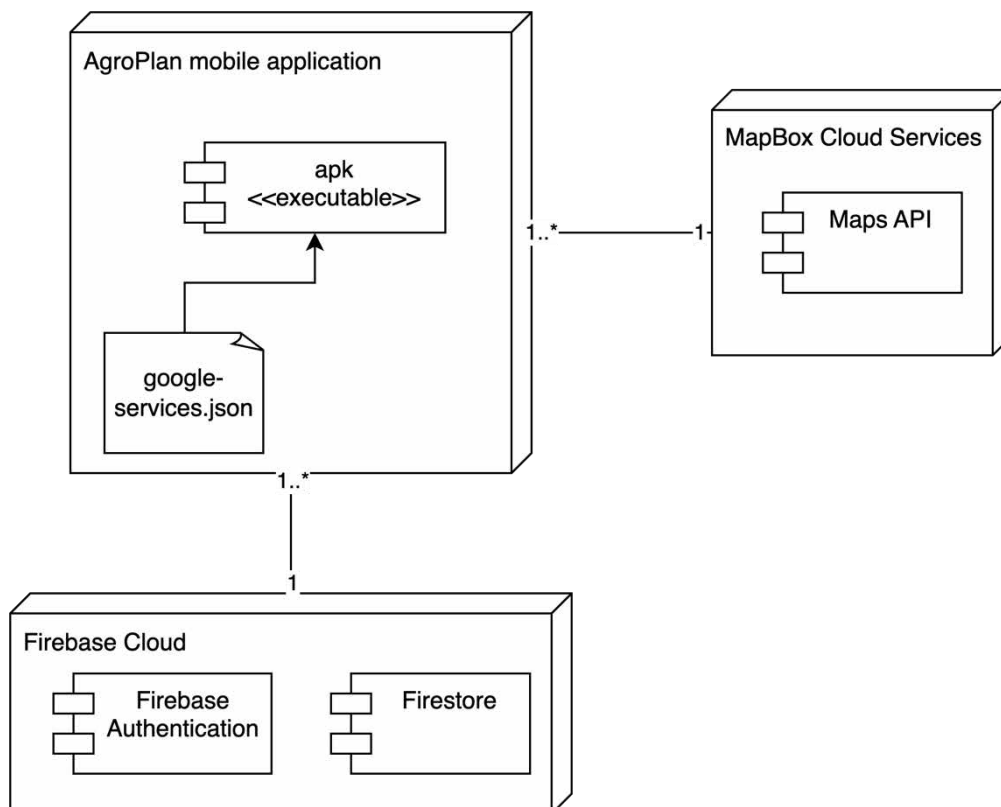 AgroPlan mobile application
apk
<<executable>>
google-
services.json
1..*
1
MapBox Cloud Services
Maps API
1..*
1
Firebase Cloud
Firebase
Authentication
Firestore